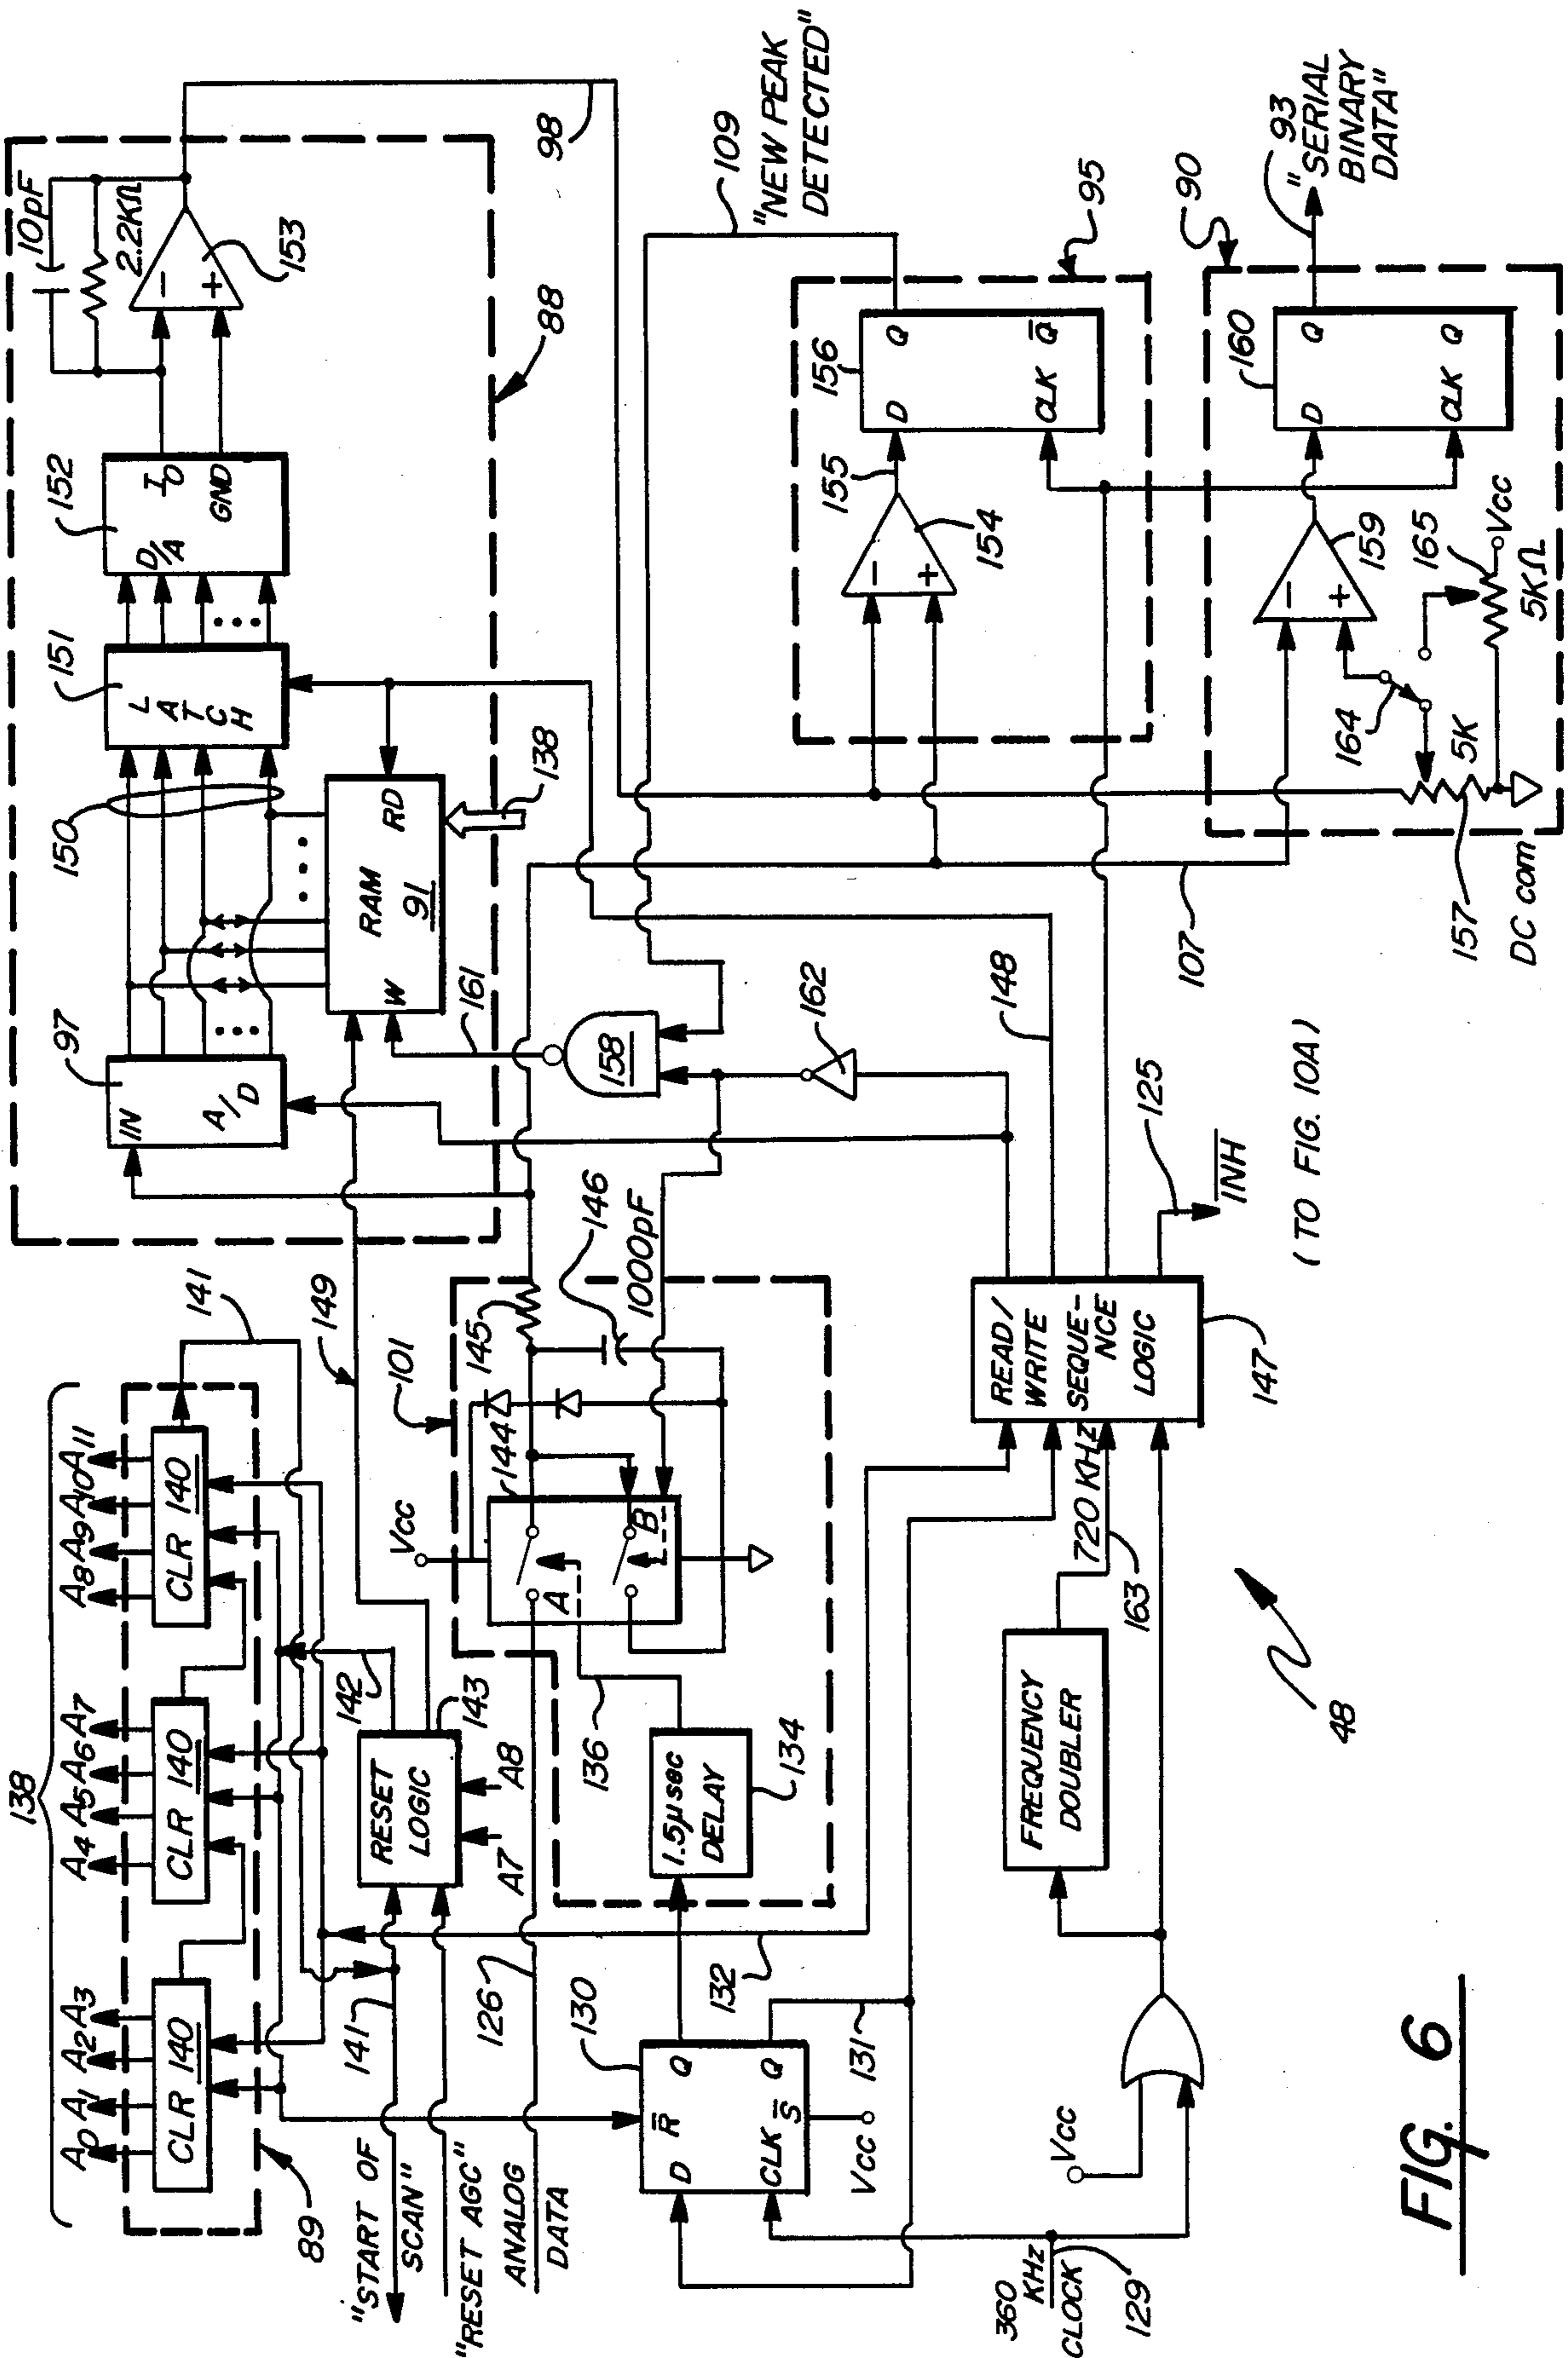 138
A0 A1 A2 A3 A4 A5 A6 A7 A8 A9 A10 A11
CLR 140
CLR 140
CLR 140
89
141
"START OF
SCAN"
141
142
RESET
LOGIC
143
A7 A8
149
"RESET AGC"
ANALOG
DATA
126
101
Vcc
144
A
B
145
146
1000pF
136
1.5µsec
DELAY
134
130
D
R̅
Q
CLK
S̅
Q
Vcc
131
132
360
KHz
CLOCK
129
Vcc
FREQUENCY
DOUBLER
720 KHz
163
READ/
WRITE
SEQUE-
NCE
LOGIC
147
125
I̅N̅H̅
(TO FIG. 10A)
148
107
48
97
IN
A/D
150
RAM
91
W
RD
161
138
158
162
151
LATCH
152
D/A
IO
GND
10pF
2.2KΩ
153
88
98
109
"NEW PEAK
DETECTED"
95
154
155
156
D
Q
CLK
Q̅
90
93
"SERIAL
BINARY
DATA"
159
160
D
Q
CLK
Q
164
165
Vcc
5KΩ
5K
157
DC com
FIG. 6